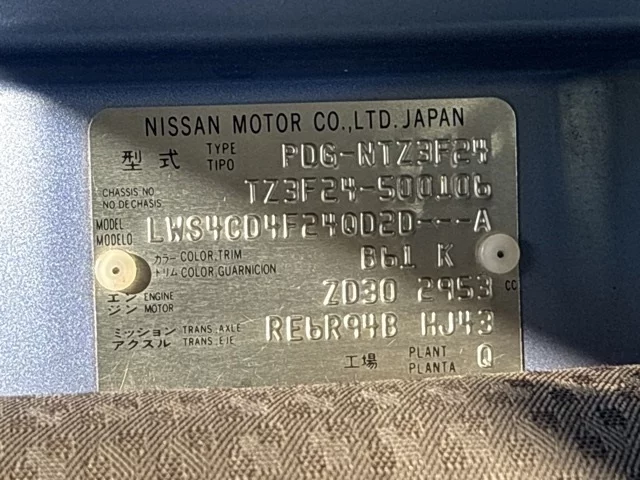 NISSAN MOTOR CO.,LTD. JAPAN
型式 TYPE TIPO PDG-NTZ3F24
CHASSIS NO. NO. DE CHASIS TZ3F24-500106
MODEL MODELO LWS4CD4F24QD2D---A
カラー COLOR,TRIM B61 K
トリム COLOR,GUARNICION
エンジン ENGINE MOTOR ZD30 2953 CC
ミッション TRANS.AXLE RE6R94B HJ43
アクスル TRANS.EJE
工場 PLANT PLANTA Q